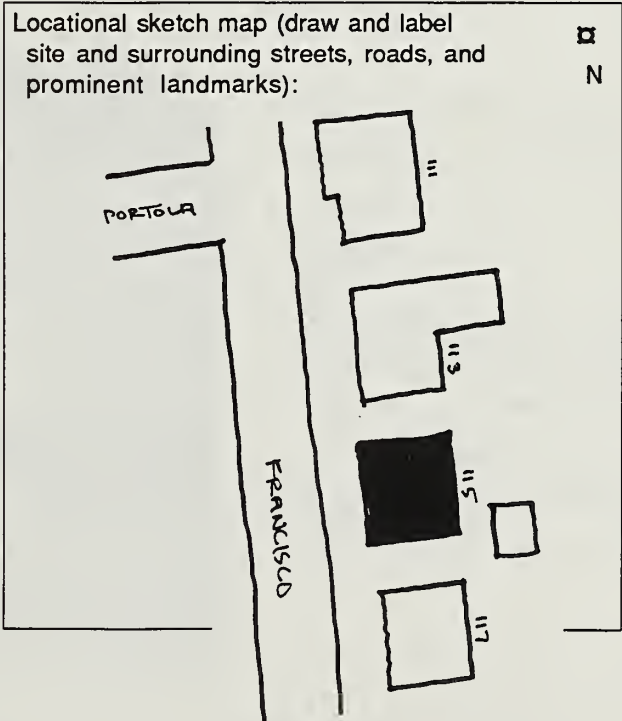 Locational sketch map (draw and label
site and surrounding streets, roads, and
prominent landmarks):
¤
N
PORTOLA
111
113
115
FRANCISCO
117